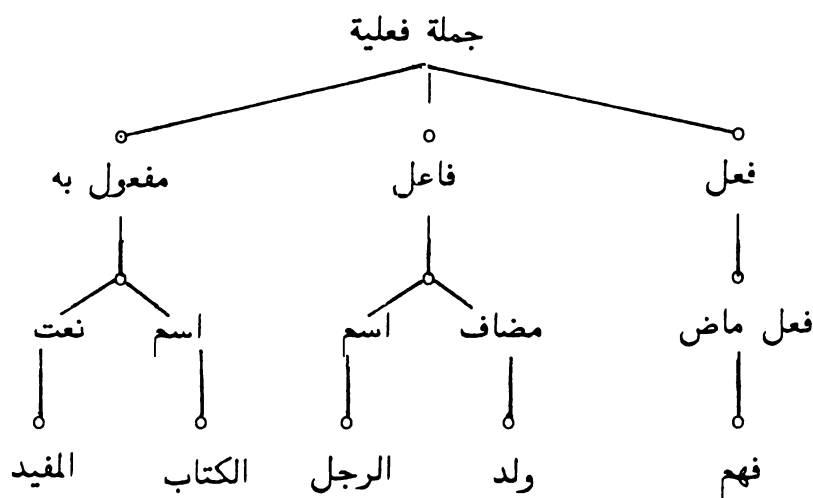 جملة فعلية
فعل فاعل مفعول به
فعل ماض مضاف اسم اسم نعت
فهم ولد الرجل الكتاب المفيد